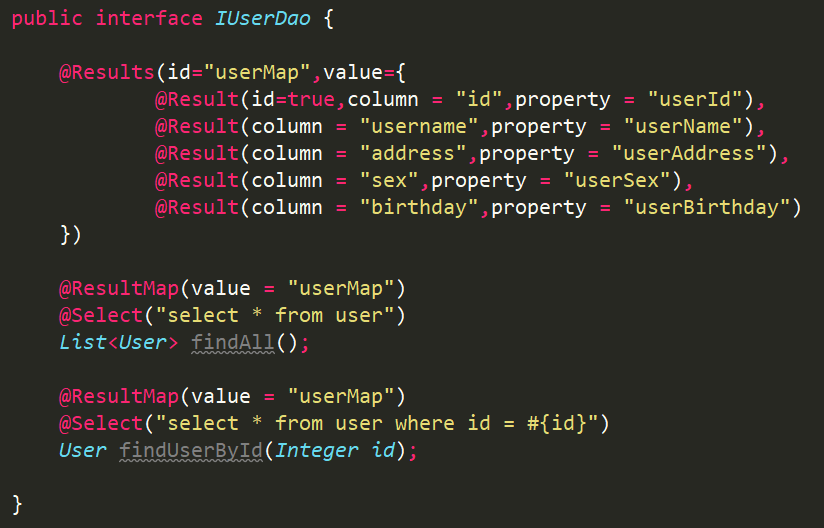 public interface IUserDao {
@Results(id="userMap",value={
@Result(id=true,column = "id",property = "userId"),
@Result(column = "username",property = "userName"),
@Result(column = "address",property = "userAddress"),
@Result(column = "sex",property = "userSex"),
@Result(column = "birthday",property = "userBirthday")
})
@ResultMap(value = "userMap")
@Select("select * from user")
List<User> findAll();
@ResultMap(value = "userMap")
@Select("select * from user where id = #{id}")
User findUserById(Integer id);
}